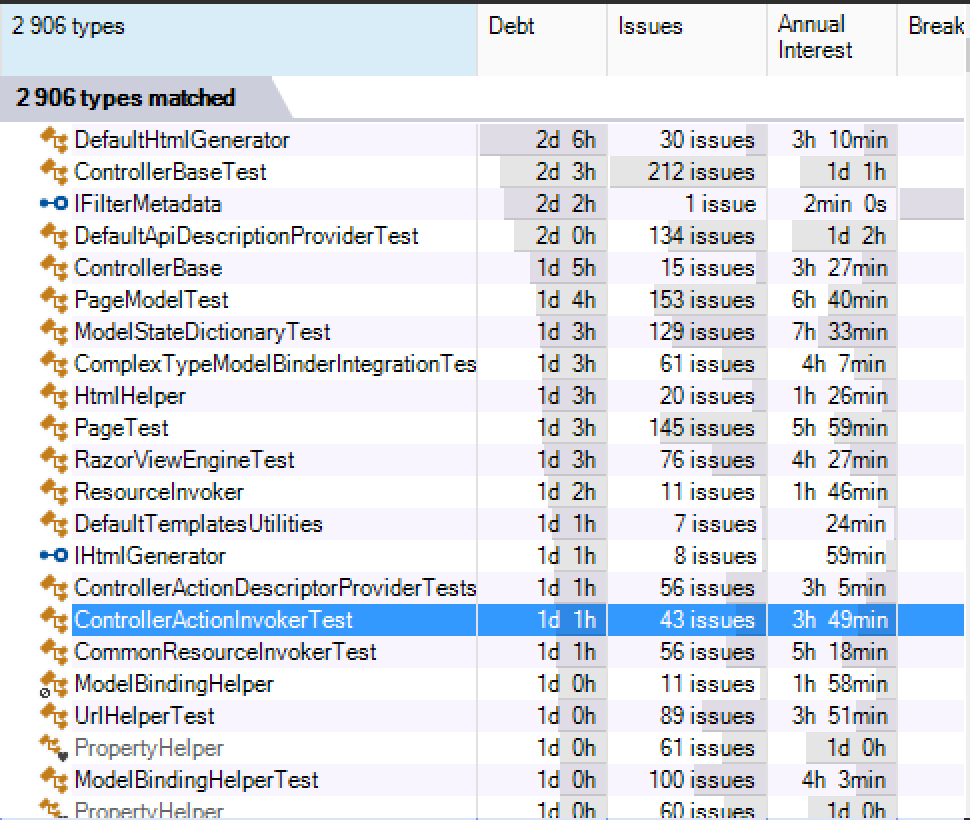 2 906 types Debt Issues Annual Interest Break
2 906 types matched
DefaultHtmlGenerator 2d 6h 30 issues 3h 10min
ControllerBaseTest 2d 3h 212 issues 1d 1h
IFilterMetadata 2d 2h 1 issue 2min 0s
DefaultApiDescriptionProviderTest 2d 0h 134 issues 1d 2h
ControllerBase 1d 5h 15 issues 3h 27min
PageModelTest 1d 4h 153 issues 6h 40min
ModelStateDictionaryTest 1d 3h 129 issues 7h 33min
ComplexTypeModelBinderIntegrationTes 1d 3h 61 issues 4h 7min
HtmlHelper 1d 3h 20 issues 1h 26min
PageTest 1d 3h 145 issues 5h 59min
RazorViewEngineTest 1d 3h 76 issues 4h 27min
ResourceInvoker 1d 2h 11 issues 1h 46min
DefaultTemplatesUtilities 1d 1h 7 issues 24min
IHtmlGenerator 1d 1h 8 issues 59min
ControllerActionDescriptorProviderTests 1d 1h 56 issues 3h 5min
ControllerActionInvokerTest 1d 1h 43 issues 3h 49min
CommonResourceInvokerTest 1d 1h 56 issues 5h 18min
ModelBindingHelper 1d 0h 11 issues 1h 58min
UrlHelperTest 1d 0h 89 issues 3h 51min
PropertyHelper 1d 0h 61 issues 1d 0h
ModelBindingHelperTest 1d 0h 100 issues 4h 3min
PropertyHelper 1d 0h 60 issues 1d 0h